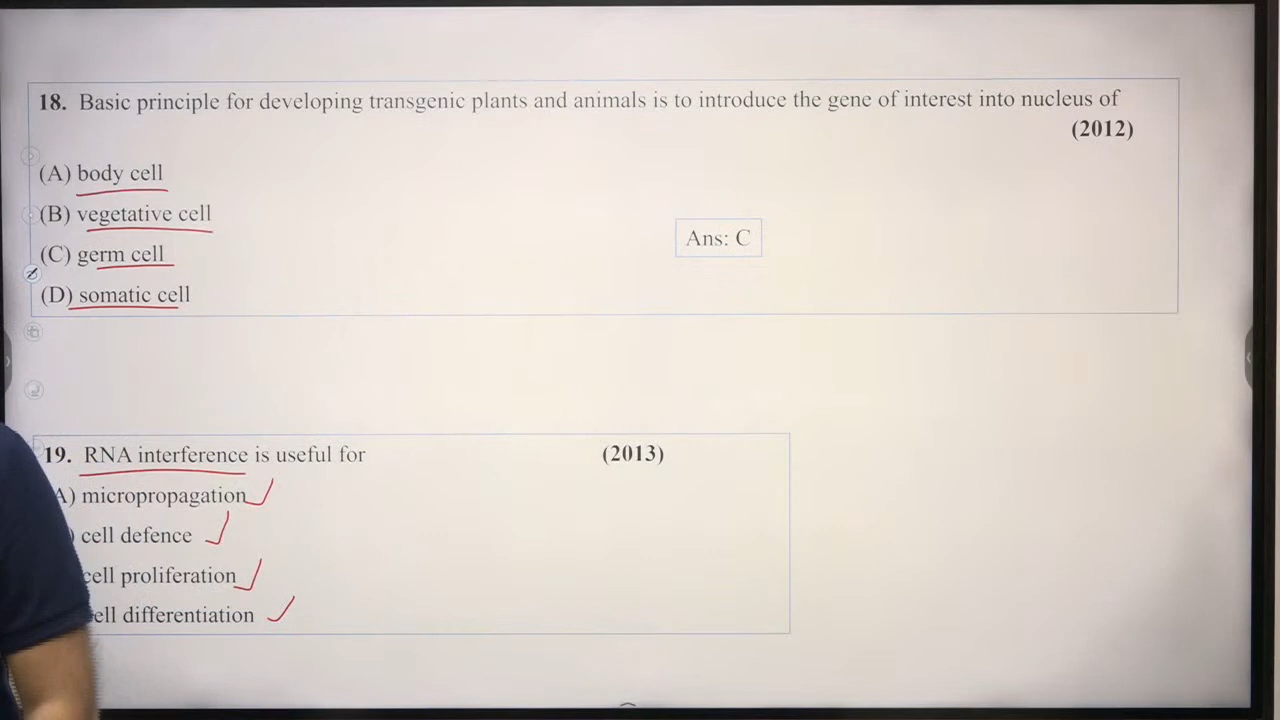 18. Basic principle for developing transgenic plants and animals is to introduce the gene of interest into nucleus of
(2012)
(A) body cell
(B) vegetative cell
(C) germ cell
(D) somatic cell
Ans: C
19. RNA interference is useful for (2013)
A) micropropagation
) cell defence
cell proliferation
ell differentiation